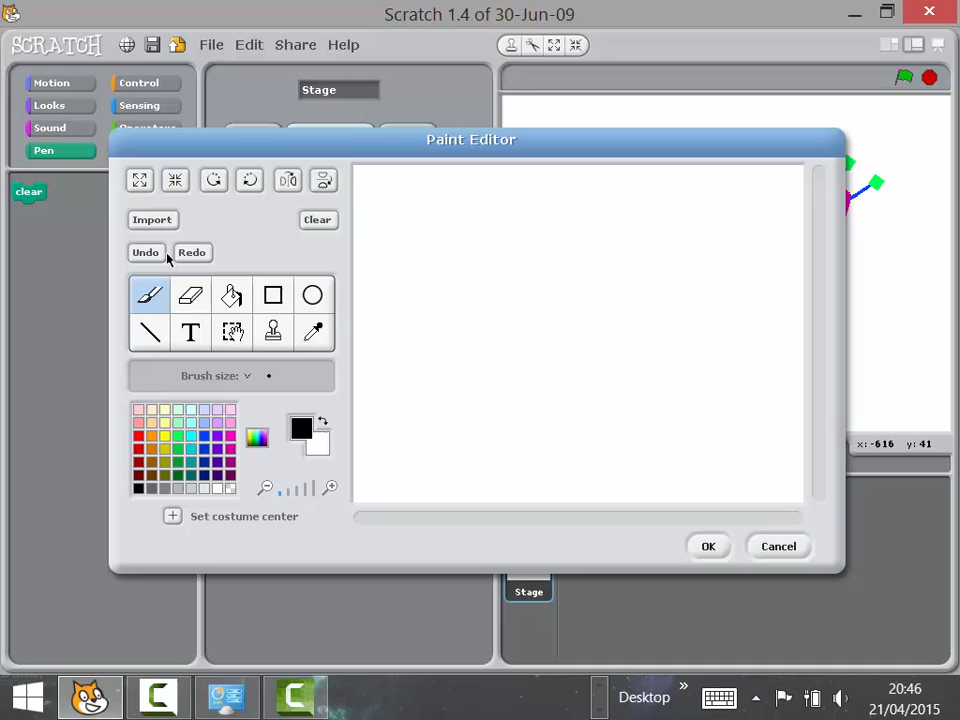 Scratch 1.4 of 30-Jun-09
SCRATCH File Edit Share Help
Motion Control
Looks Sensing
Sound
Pen
Stage
clear
Paint Editor
Import Clear
Undo Redo
T
Brush size:
Set costume center
OK Cancel
x: -616 y: 41
Stage
Desktop
20:46
21/04/2015